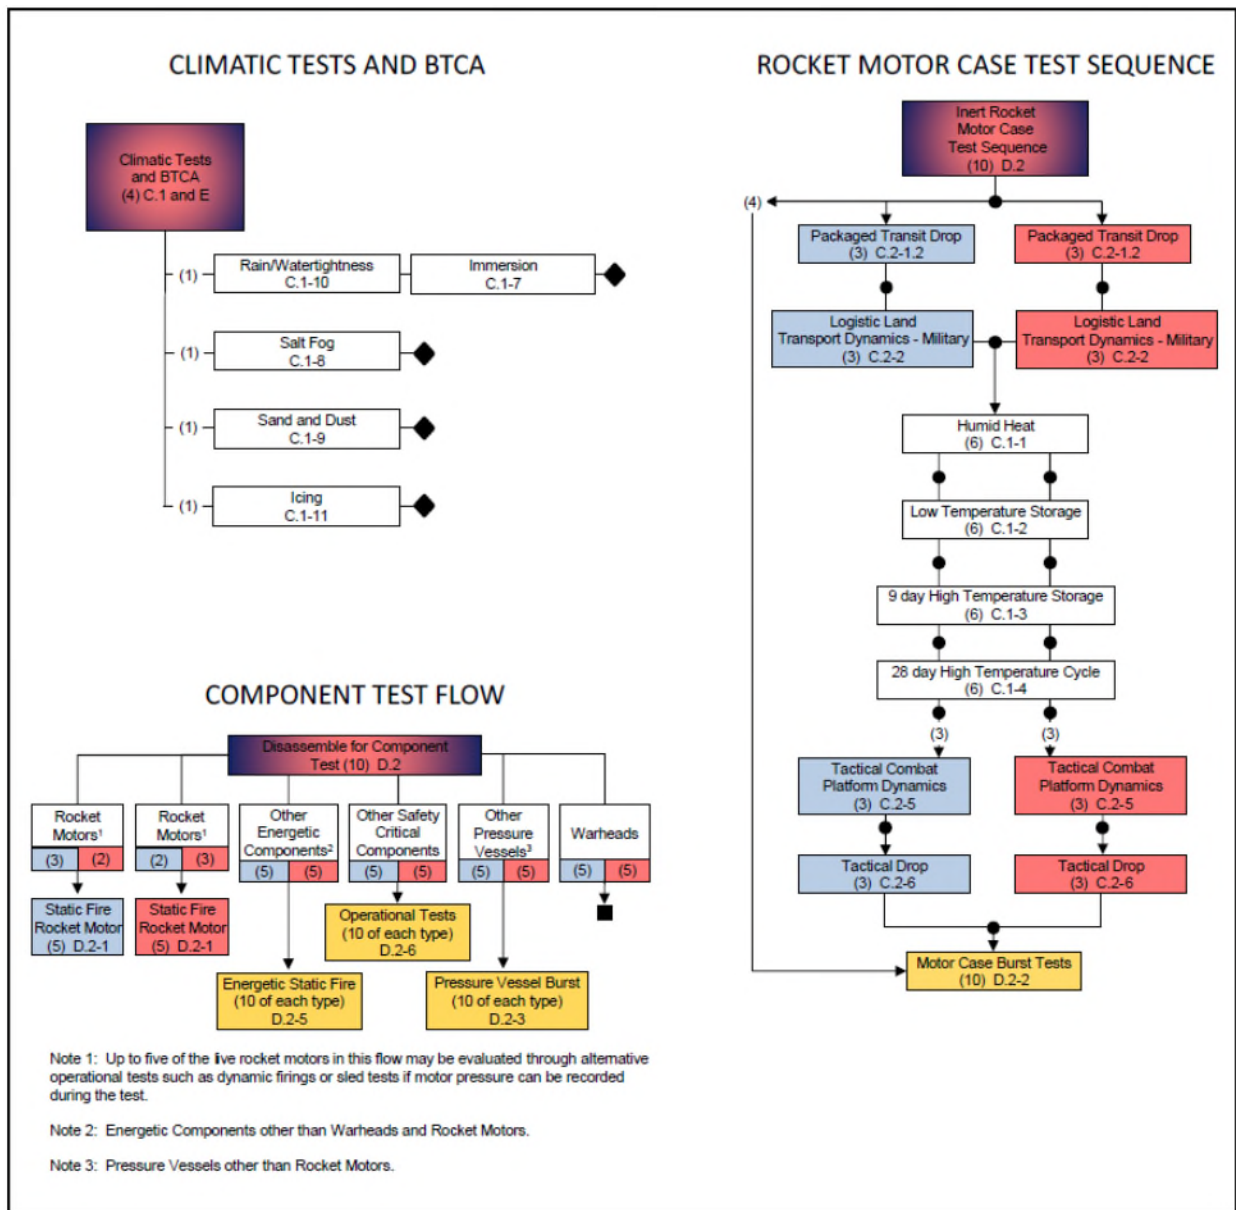 CLIMATIC TESTS AND BTCA
Climatic Tests
and BTCA
(4) C.1 and E
(1)
Rain/Watertightness
C.1-10
Immersion
C.1-7
(1)
Salt Fog
C.1-8
(1)
Sand and Dust
C.1-9
(1)
Icing
C.1-11
COMPONENT TEST FLOW
Disassemble for Component
Test (10) D.2
Rocket
Motors¹
(3) (2)
Rocket
Motors¹
(2) (3)
Other
Energetic
Components²
(5) (5)
Other Safety
Critical
Components
(5) (5)
Other
Pressure
Vessels³
(5) (5)
Warheads
(5) (5)
Static Fire
Rocket Motor
(5) D.2-1
Static Fire
Rocket Motor
(5) D.2-1
Operational Tests
(10 of each type)
D.2-6
Energetic Static Fire
(10 of each type)
D.2-5
Pressure Vessel Burst
(10 of each type)
D.2-3
Note 1: Up to five of the live rocket motors in this flow may be evaluated through alternative
operational tests such as dynamic firings or sled tests if motor pressure can be recorded
during the test.
Note 2: Energetic Components other than Warheads and Rocket Motors.
Note 3: Pressure Vessels other than Rocket Motors.
ROCKET MOTOR CASE TEST SEQUENCE
Inert Rocket
Motor Case
Test Sequence
(10) D.2
(4)
Packaged Transit Drop
(3) C.2-1.2
Packaged Transit Drop
(3) C.2-1.2
Logistic Land
Transport Dynamics - Military
(3) C.2-2
Logistic Land
Transport Dynamics - Military
(3) C.2-2
Humid Heat
(6) C.1-1
Low Temperature Storage
(6) C.1-2
9 day High Temperature Storage
(6) C.1-3
28 day High Temperature Cycle
(6) C.1-4
(3)
(3)
Tactical Combat
Platform Dynamics
(3) C.2-5
Tactical Combat
Platform Dynamics
(3) C.2-5
Tactical Drop
(3) C.2-6
Tactical Drop
(3) C.2-6
Motor Case Burst Tests
(10) D.2-2